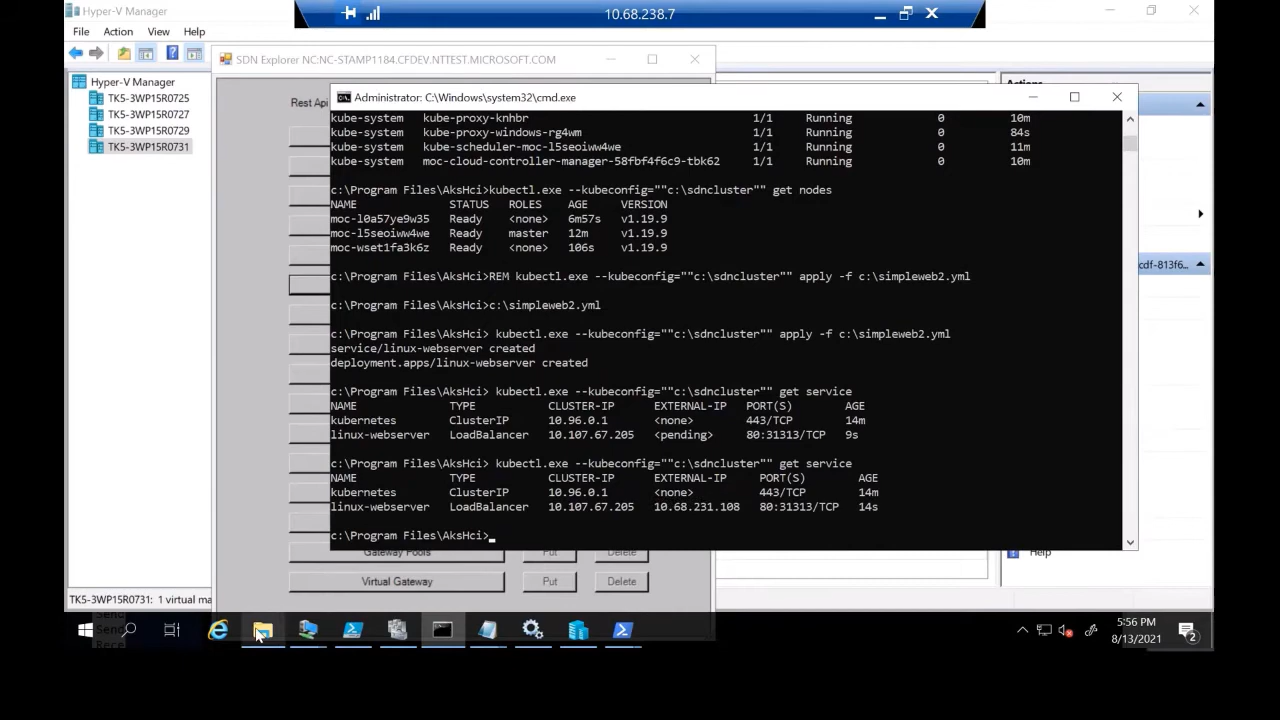 Hyper-V Manager
10.68.238.7
File Action View Help
SDN Explorer NC:NC-STAMP1184.CFDEV.NTTEST.MICROSOFT.COM
Hyper-V Manager
TK5-3WP15R0725
TK5-3WP15R0727
TK5-3WP15R0729
TK5-3WP15R0731
Rest Api
Actions
Administrator: C:\Windows\system32\cmd.exe
kube-system kube-proxy-knhbr 1/1 Running 0 10m
kube-system kube-proxy-windows-rg4wm 1/1 Running 0 84s
kube-system kube-scheduler-moc-l5seoiww4we 1/1 Running 0 11m
kube-system moc-cloud-controller-manager-58fbf4f6c9-tbk62 1/1 Running 0 10m
c:\Program Files\AksHci>kubectl.exe --kubeconfig=""c:\sdncluster"" get nodes
NAME STATUS ROLES AGE VERSION
moc-l0a57ye9w35 Ready <none> 6m57s v1.19.9
moc-l5seoiww4we Ready master 12m v1.19.9
moc-wset1fa3k6z Ready <none> 106s v1.19.9
c:\Program Files\AksHci>REM kubectl.exe --kubeconfig=""c:\sdncluster"" apply -f c:\simpleweb2.yml
cdf-813f6...
c:\Program Files\AksHci>c:\simpleweb2.yml
c:\Program Files\AksHci> kubectl.exe --kubeconfig=""c:\sdncluster"" apply -f c:\simpleweb2.yml
service/linux-webserver created
deployment.apps/linux-webserver created
c:\Program Files\AksHci> kubectl.exe --kubeconfig=""c:\sdncluster"" get service
NAME TYPE CLUSTER-IP EXTERNAL-IP PORT(S) AGE
kubernetes ClusterIP 10.96.0.1 <none> 443/TCP 14m
linux-webserver LoadBalancer 10.107.67.205 <pending> 80:31313/TCP 9s
c:\Program Files\AksHci> kubectl.exe --kubeconfig=""c:\sdncluster"" get service
NAME TYPE CLUSTER-IP EXTERNAL-IP PORT(S) AGE
kubernetes ClusterIP 10.96.0.1 <none> 443/TCP 14m
linux-webserver LoadBalancer 10.107.67.205 10.68.231.108 80:31313/TCP 14s
c:\Program Files\AksHci>
Gateway Pools Put Delete
Help
Virtual Gateway Put Delete
TK5-3WP15R0731: 1 virtual ma
5:56 PM
8/13/2021
2